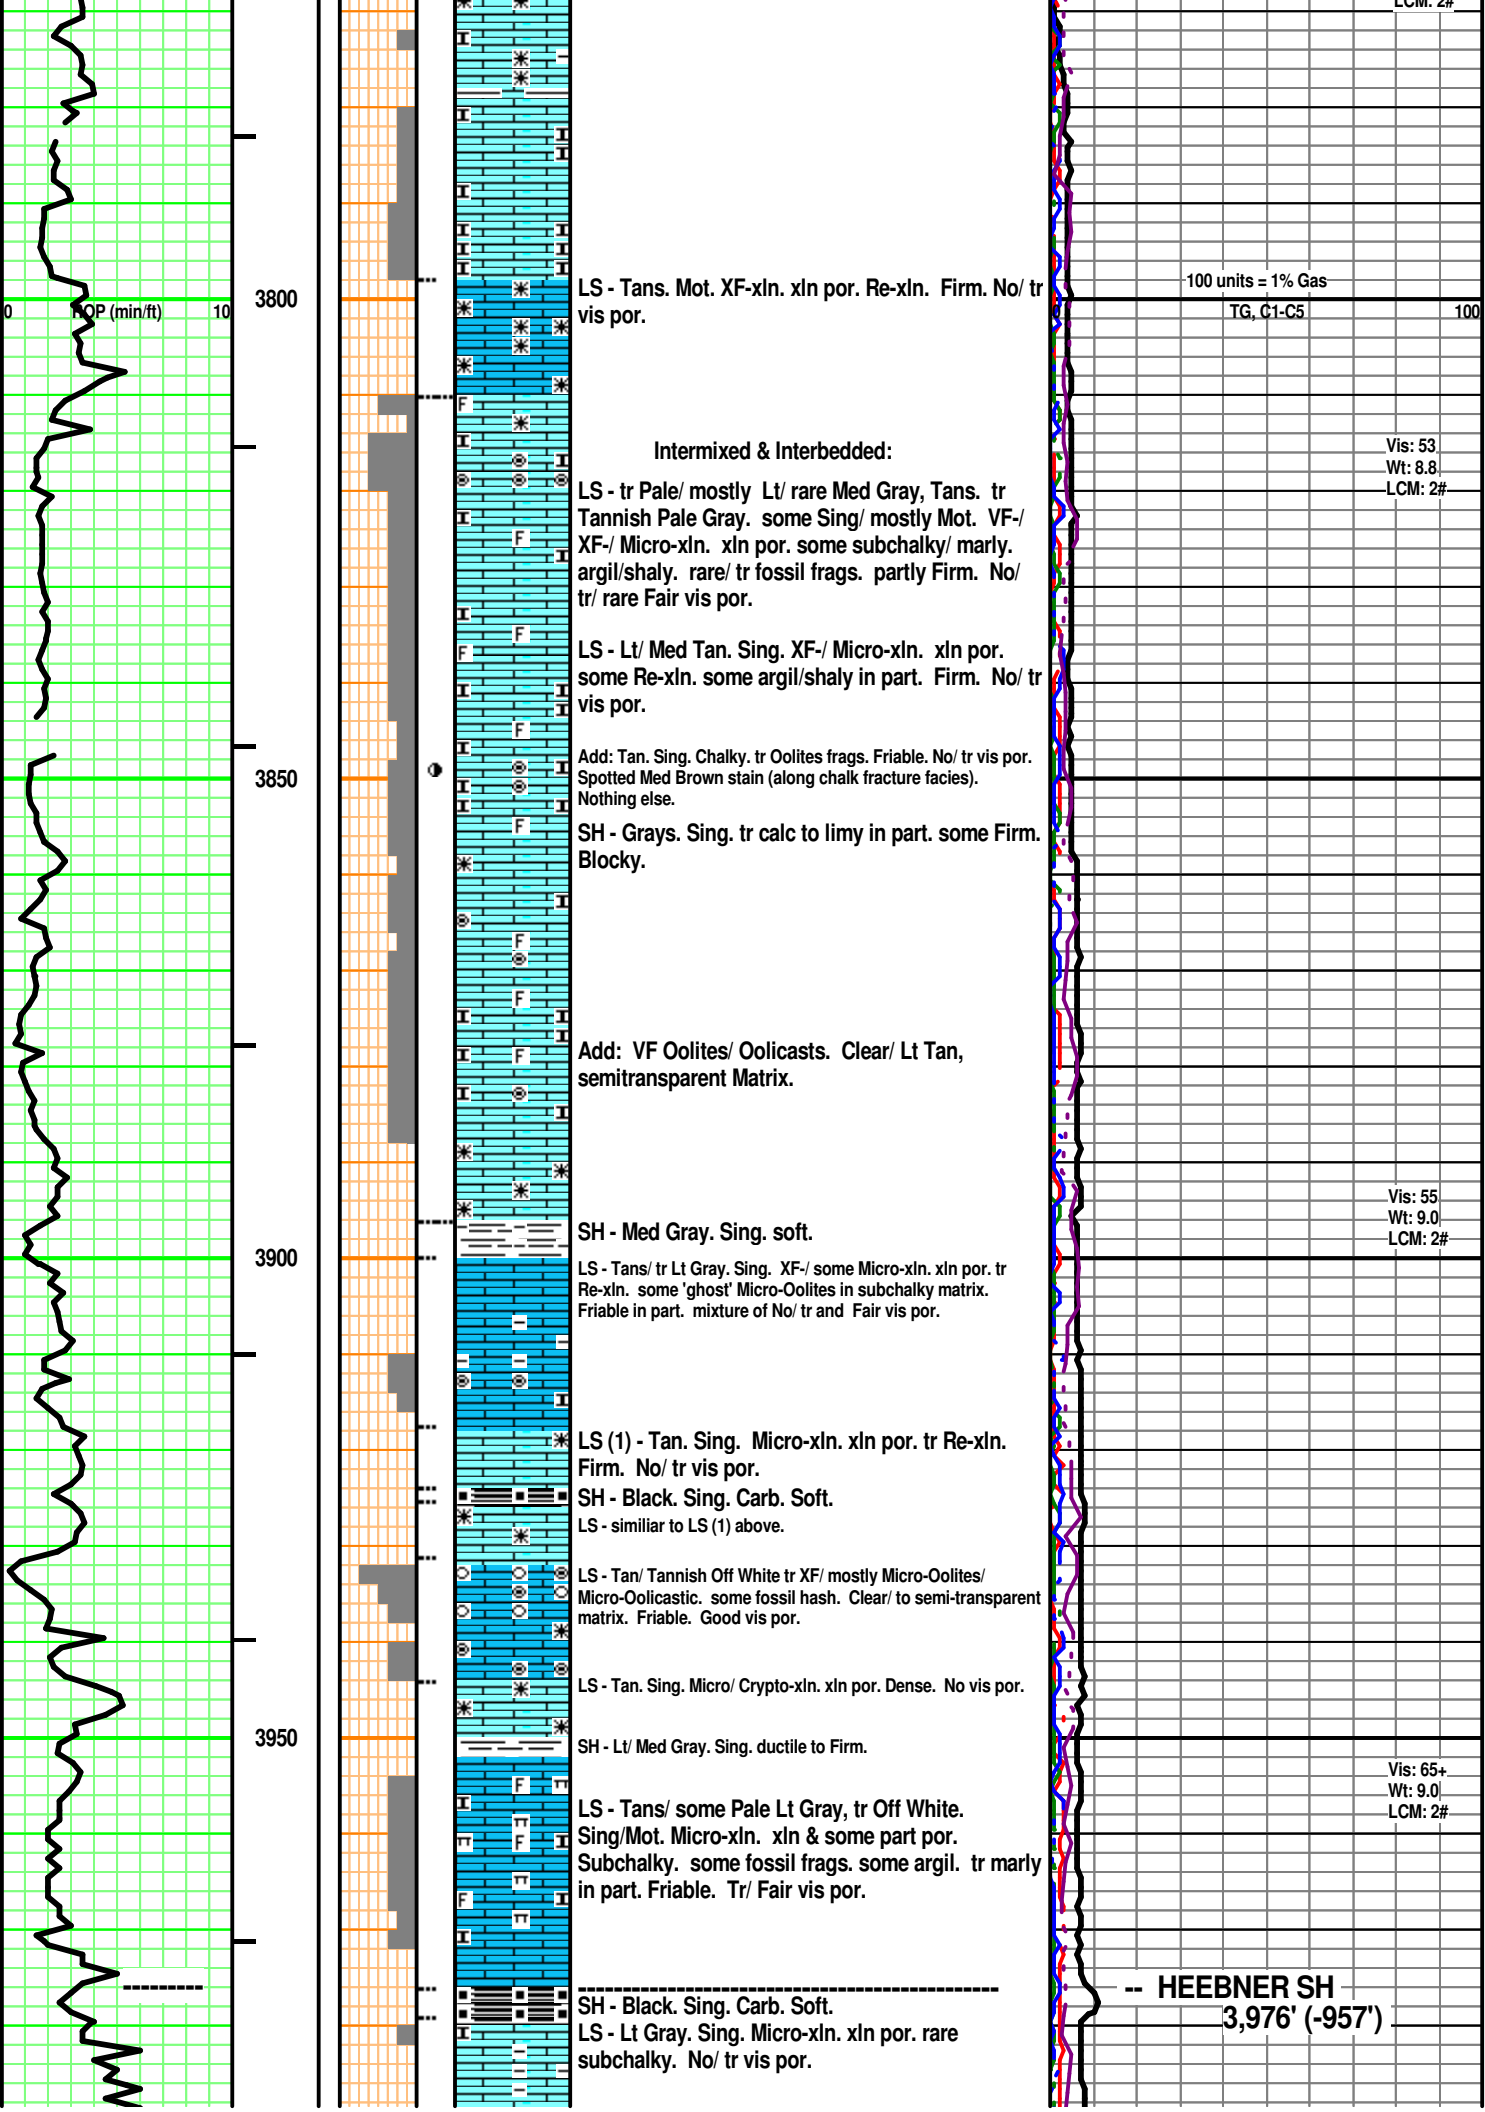 LCM: 2#
100 units = 1% Gas
0 ROP (min/ft) 10
3800
LS - Tans. Mot. XF-xln. xln por. Re-xln. Firm. No/ tr
vis por.
0 TG, C1-C5 100
Intermixed & Interbedded:
Vis: 53
Wt: 8.8
LCM: 2#
LS - tr Pale/ mostly Lt/ rare Med Gray, Tans. tr
Tannish Pale Gray. some Sing/ mostly Mot. VF-/
XF-/ Micro-xln. xln por. some subchalky/ marly.
argil/shaly. rare/ tr fossil frags. partly Firm. No/
tr/ rare Fair vis por.
LS - Lt/ Med Tan. Sing. XF-/ Micro-xln. xln por.
some Re-xln. some argil/shaly in part. Firm. No/ tr
vis por.
3850
Add: Tan. Sing. Chalky. tr Oolites frags. Friable. No/ tr vis por.
Spotted Med Brown stain (along chalk fracture facies).
Nothing else.
SH - Grays. Sing. tr calc to limy in part. some Firm.
Blocky.
Add: VF Oolites/ Oolicasts. Clear/ Lt Tan,
semitransparent Matrix.
Vis: 55
Wt: 9.0
LCM: 2#
SH - Med Gray. Sing. soft.
3900
LS - Tans/ tr Lt Gray. Sing. XF-/ some Micro-xln. xln por. tr
Re-xln. some 'ghost' Micro-Oolites in subchalky matrix.
Friable in part. mixture of No/ tr and Fair vis por.
LS (1) - Tan. Sing. Micro-xln. xln por. tr Re-xln.
Firm. No/ tr vis por.
SH - Black. Sing. Carb. Soft.
LS - similiar to LS (1) above.
LS - Tan/ Tannish Off White tr XF/ mostly Micro-Oolites/
Micro-Oolicastic. some fossil hash. Clear/ to semi-transparent
matrix. Friable. Good vis por.
LS - Tan. Sing. Micro/ Crypto-xln. xln por. Dense. No vis por.
3950
SH - Lt/ Med Gray. Sing. ductile to Firm.
Vis: 65+
Wt: 9.0
LCM: 2#
LS - Tans/ some Pale Lt Gray, tr Off White.
Sing/Mot. Micro-xln. xln & some part por.
Subchalky. some fossil frags. some argil. tr marly
in part. Friable. Tr/ Fair vis por.
-- HEEBNER SH
3,976' (-957')
SH - Black. Sing. Carb. Soft.
LS - Lt Gray. Sing. Micro-xln. xln por. rare
subchalky. No/ tr vis por.